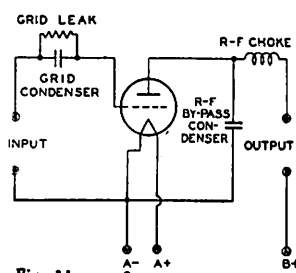 GRID LEAK
GRID
CONDENSER
R-F CHOKE
R-F
BY-PASS
CON-
DENSER
INPUT
OUTPUT
A- A+ B+